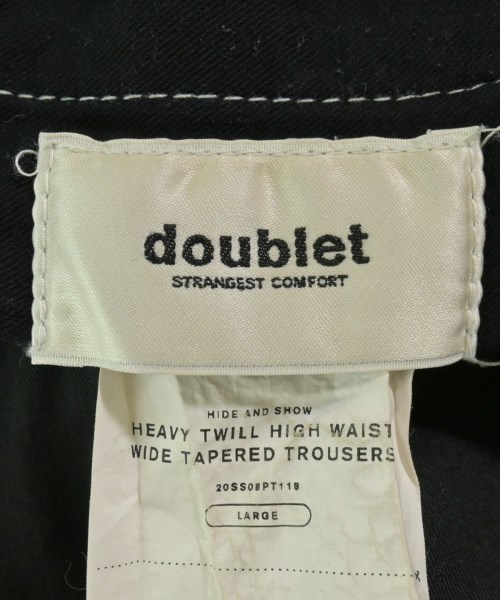 doublet
STRANGEST COMFORT
HIDE AND SHOW
HEAVY TWILL HIGH WAIST
WIDE TAPERED TROUSERS
20SS08PT118
LARGE